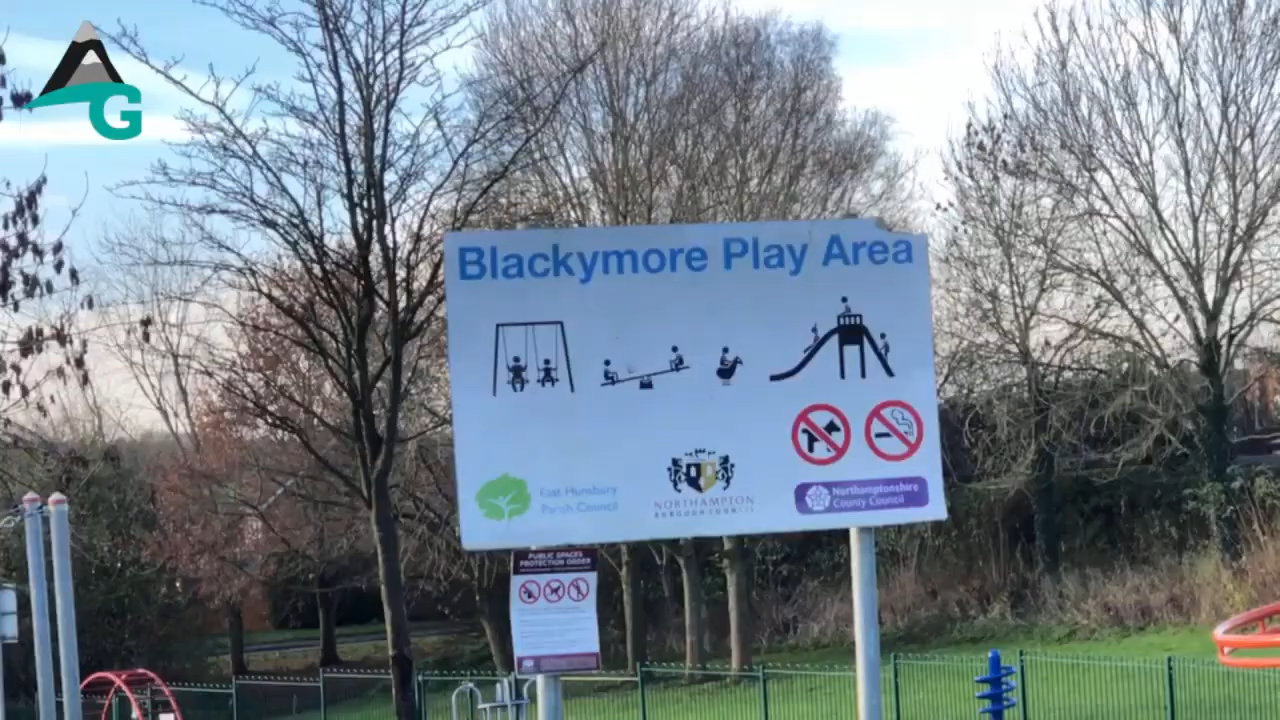 G
Blackymore Play Area
East Hunsbury
Parish Council
NORTHAMPTON
BOROUGH COUNCIL
Northamptonshire
County Council
PUBLIC SPACES
PROTECTION ORDER